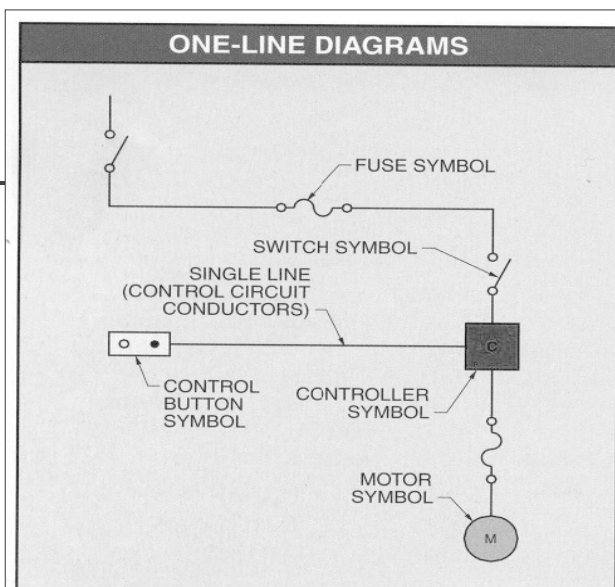 ONE-LINE DIAGRAMS
FUSE SYMBOL
SWITCH SYMBOL
SINGLE LINE
(CONTROL CIRCUIT
CONDUCTORS)
C
CONTROL
BUTTON
SYMBOL
CONTROLLER
SYMBOL
MOTOR
SYMBOL
M